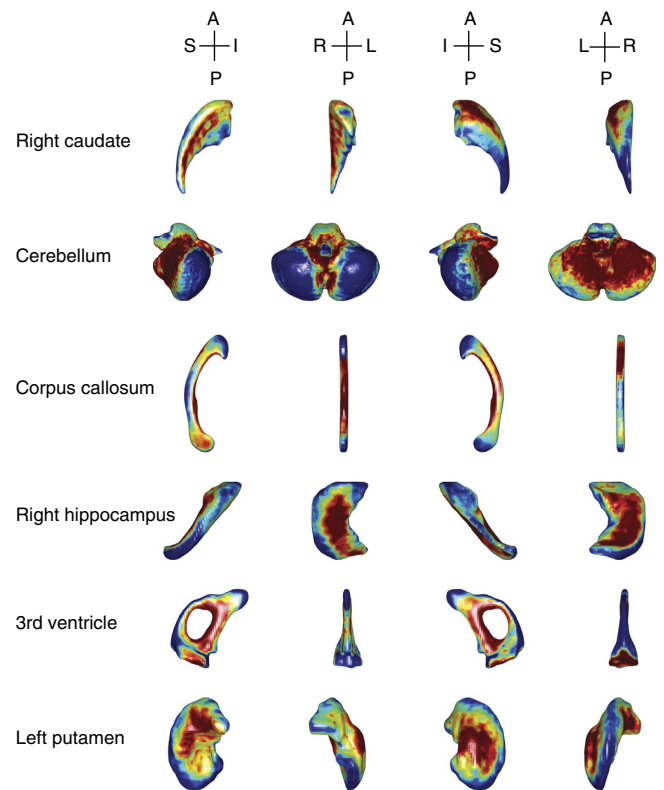 A A A A
S I R L I S L R
P P P P
Right caudate
Cerebellum
Corpus callosum
Right hippocampus
3rd ventricle
Left putamen